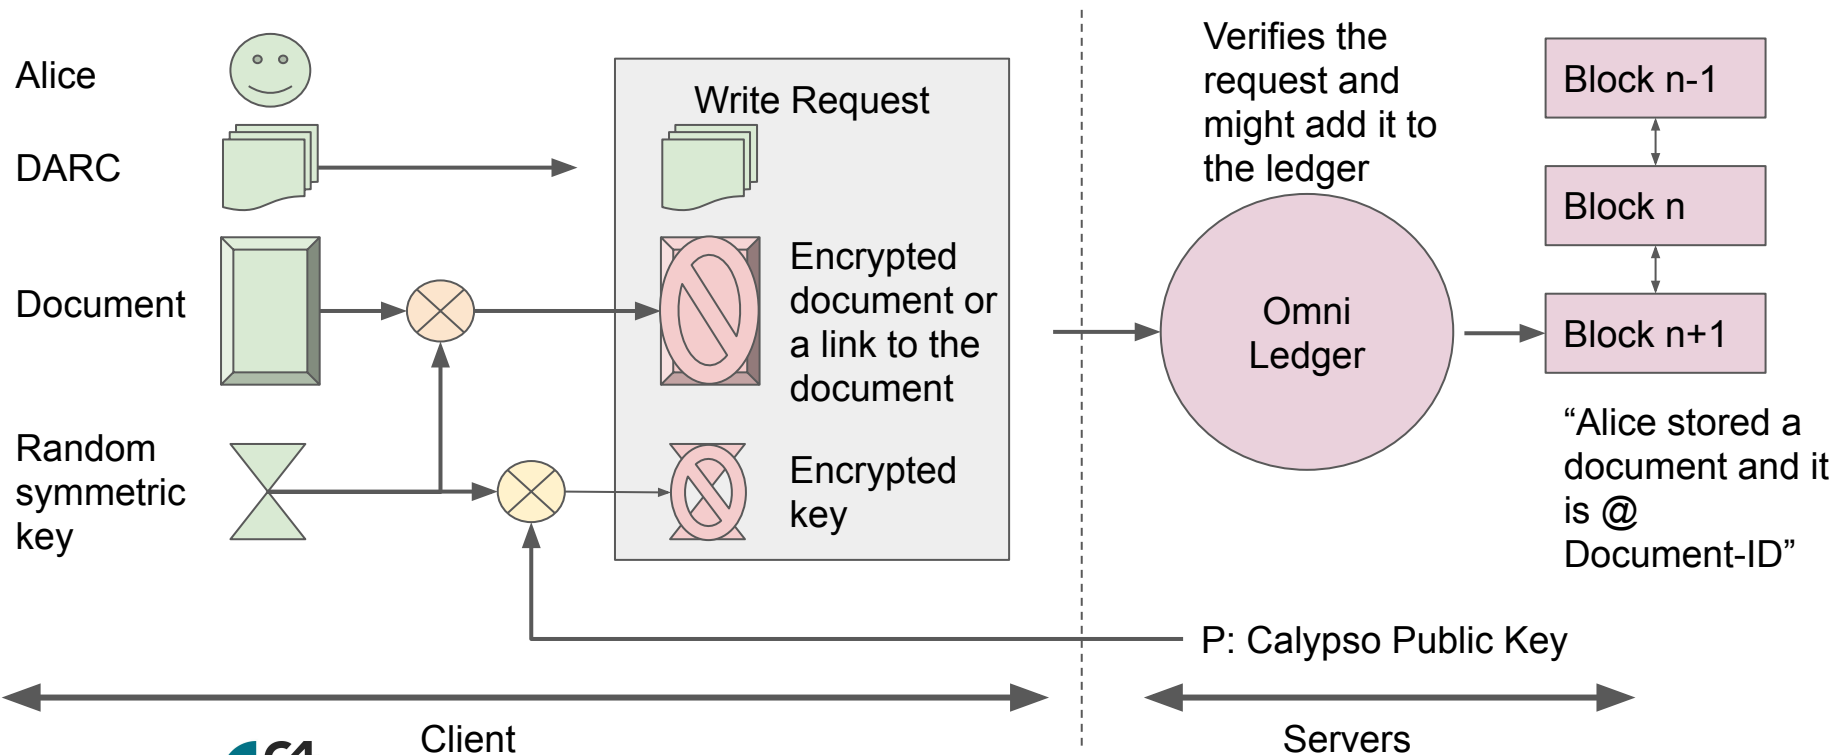 Alice
DARC
Document
Random
symmetric
key
Write Request
Encrypted
document or
a link to the
document
Encrypted
key
Verifies the
request and
might add it to
the ledger
Omni
Ledger
Block n-1
Block n
Block n+1
“Alice stored a
document and it
is @
Document-ID”
P: Calypso Public Key
Client
Servers